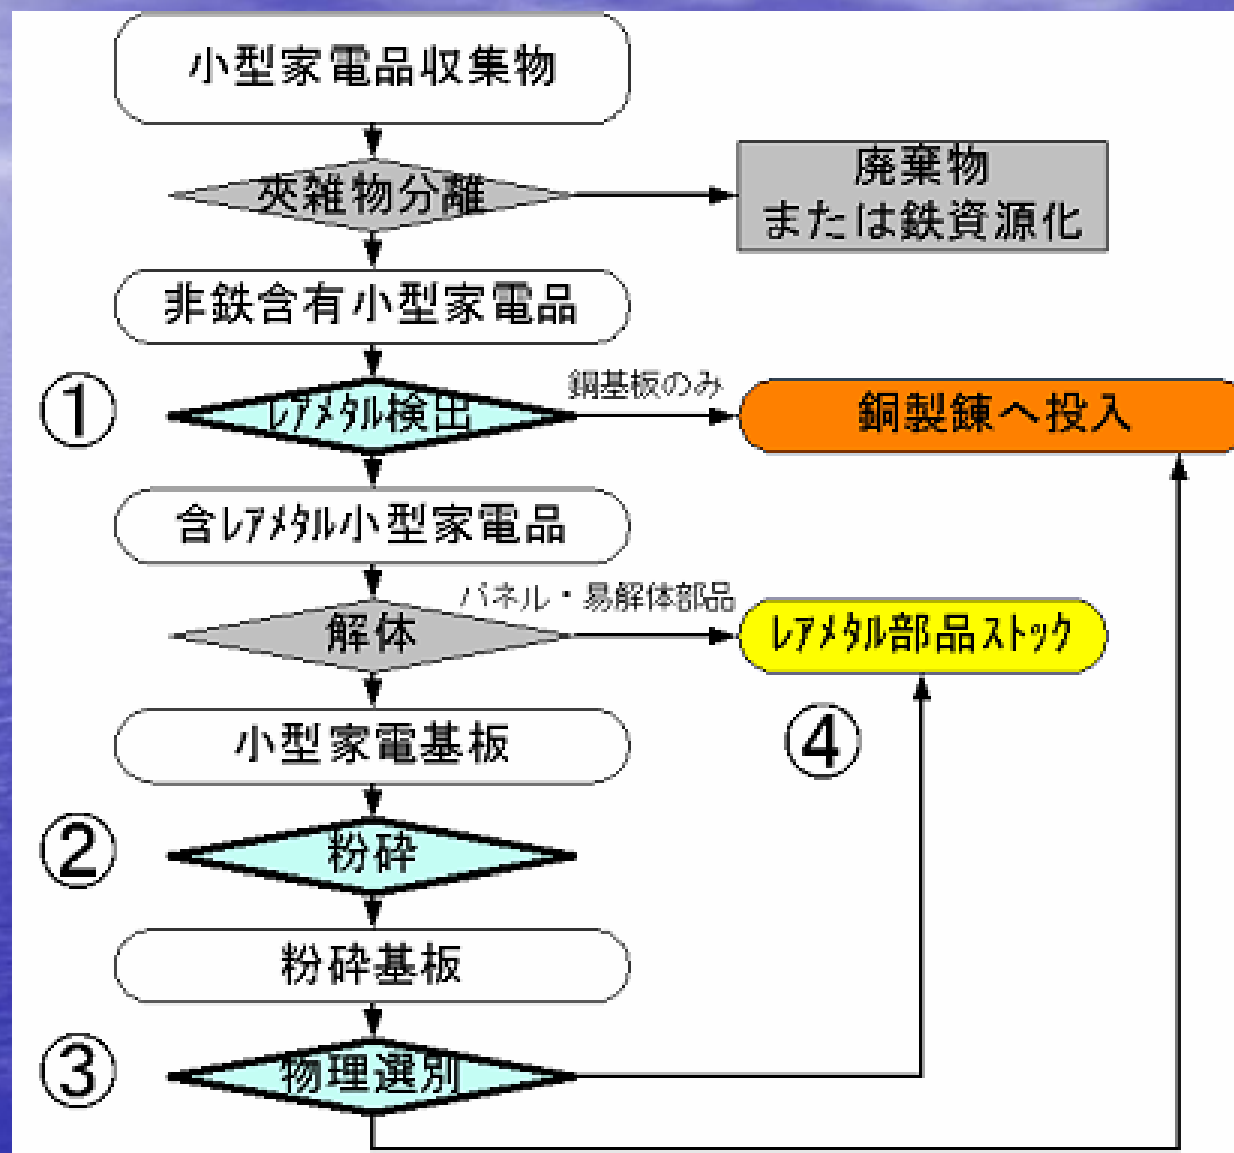 小型家電品収集物
夾雑物分離
廃棄物
または鉄資源化
非鉄含有小型家電品
①
ﾚｱﾒﾀﾙ検出
銅基板のみ
銅製錬へ投入
含ﾚｱﾒﾀﾙ小型家電品
解体
パネル・易解体部品
ﾚｱﾒﾀﾙ部品ｽﾄｯｸ
④
小型家電基板
②
粉砕
粉砕基板
③
物理選別